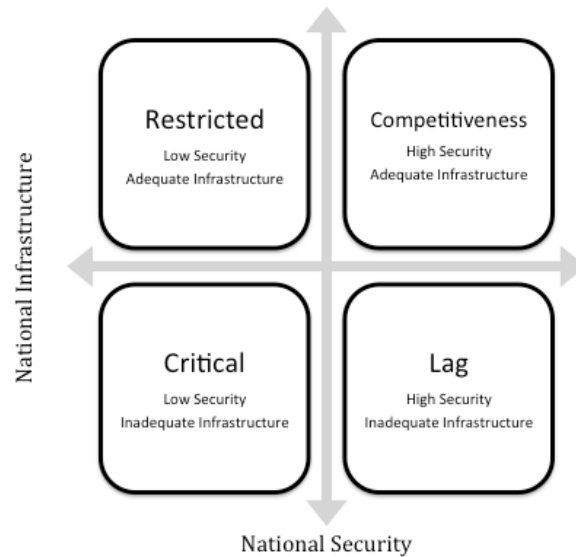 Restricted
Low Security
Adequate Infrastructure
Competitiveness
High Security
Adequate Infrastructure
National Infrastructure
Critical
Low Security
Inadequate Infrastructure
Lag
High Security
Inadequate Infrastructure
National Security